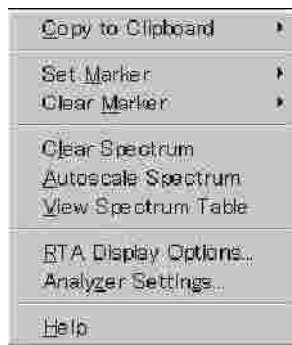 Copy to Clipboard
Set Marker
Clear Marker
Clear Spectrum
Autoscale Spectrum
View Spectrum Table
RTA Display Options...
Analyzer Settings...
Help